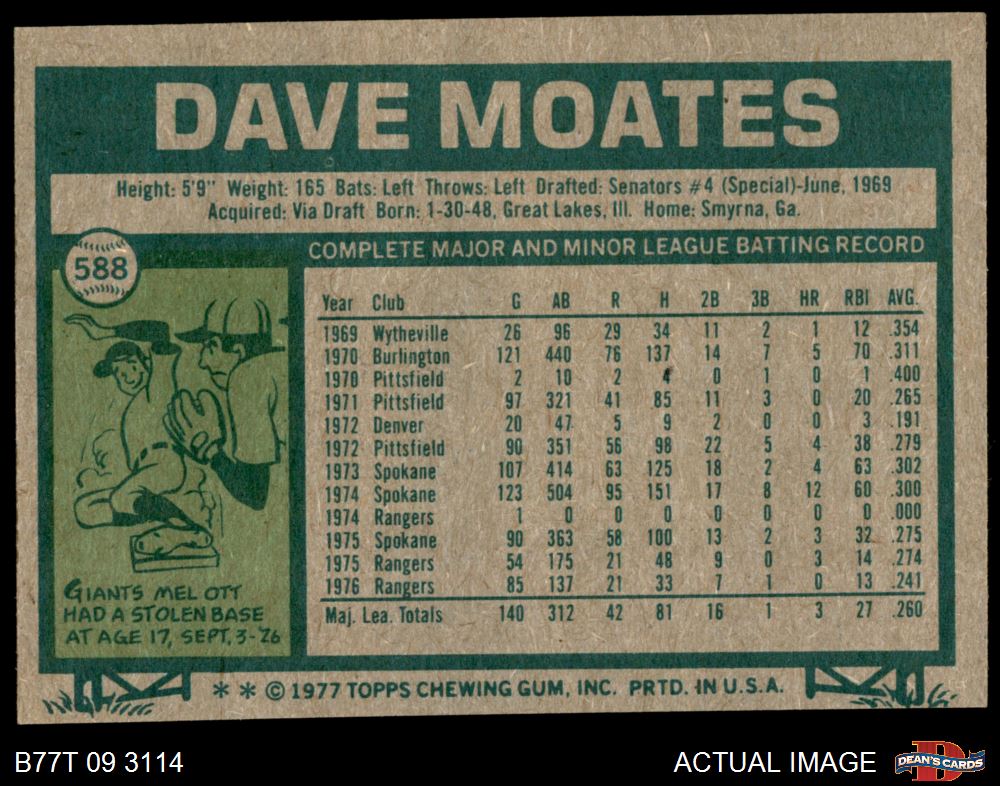 DAVE MOATES
Height: 5'9" Weight: 165 Bats: Left Throws: Left Drafted: Senators #4 (Special)-June, 1969
Acquired: Via Draft Born: 1-30-48, Great Lakes, Ill. Home: Smyrna, Ga.
588
COMPLETE MAJOR AND MINOR LEAGUE BATTING RECORD
Year Club G AB R H 2B 3B HR RBI AVG.
1969 Wytheville 26 96 29 34 11 2 1 12 .354
1970 Burlington 121 440 76 137 14 7 5 70 .311
1970 Pittsfield 2 10 2 4 0 1 0 1 .400
1971 Pittsfield 97 321 41 85 11 3 0 20 .265
1972 Denver 20 47 5 9 2 0 0 3 .191
1972 Pittsfield 90 351 56 98 22 5 4 38 .279
1973 Spokane 107 414 63 125 18 2 4 63 .302
1974 Spokane 123 504 95 151 17 8 12 60 .300
1974 Rangers 1 0 0 0 0 0 0 0 .000
1975 Spokane 90 363 58 100 13 2 3 32 .275
1975 Rangers 54 175 21 48 9 0 3 14 .274
1976 Rangers 85 137 21 33 7 1 0 13 .241
Maj. Lea. Totals 140 312 42 81 16 1 3 27 .260
GIANTS MEL OTT
HAD A STOLEN BASE
AT AGE 17, SEPT. 3-'26
* * © 1977 TOPPS CHEWING GUM, INC. PRTD. IN U.S.A.
B77T 09 3114
ACTUAL IMAGE
D
DEAN'S CARDS